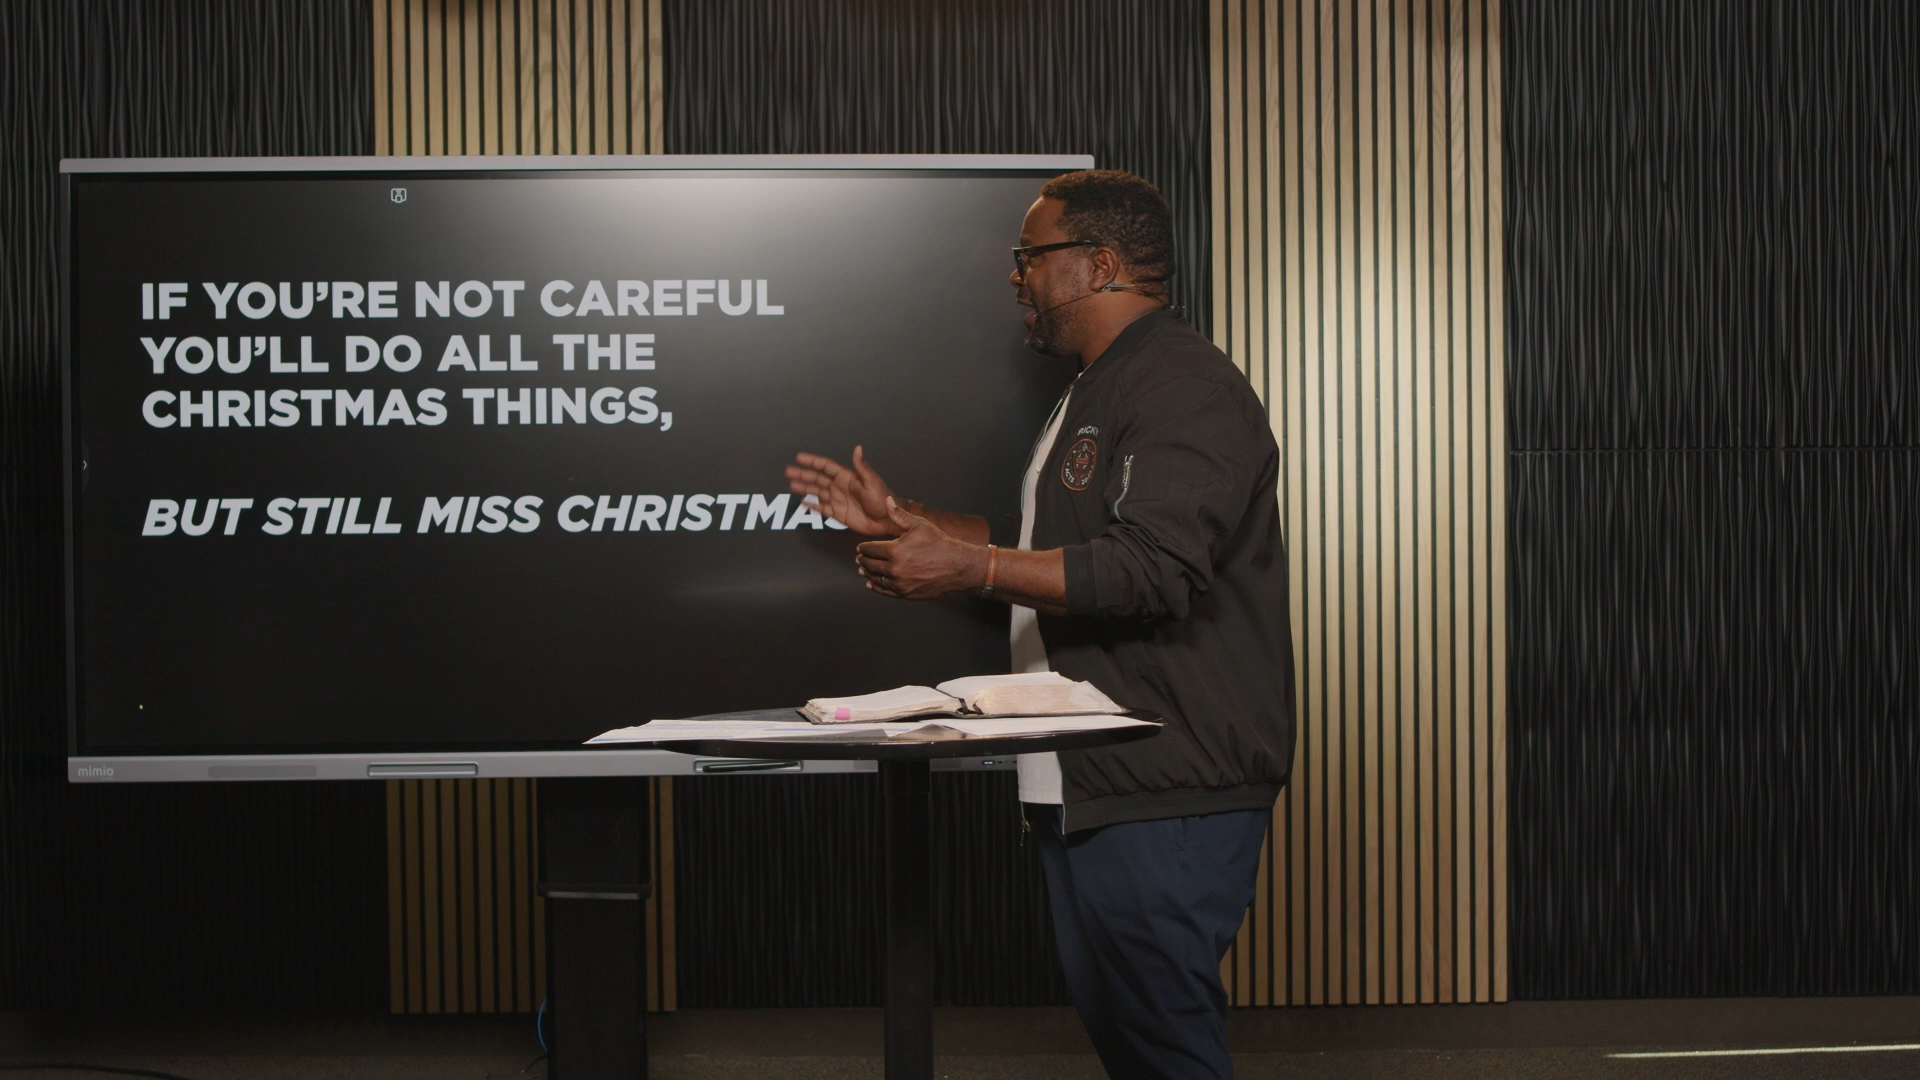 IF YOU'RE NOT CAREFUL
YOU'LL DO ALL THE
CHRISTMAS THINGS,
BUT STILL MISS CHRISTMAS
mimio